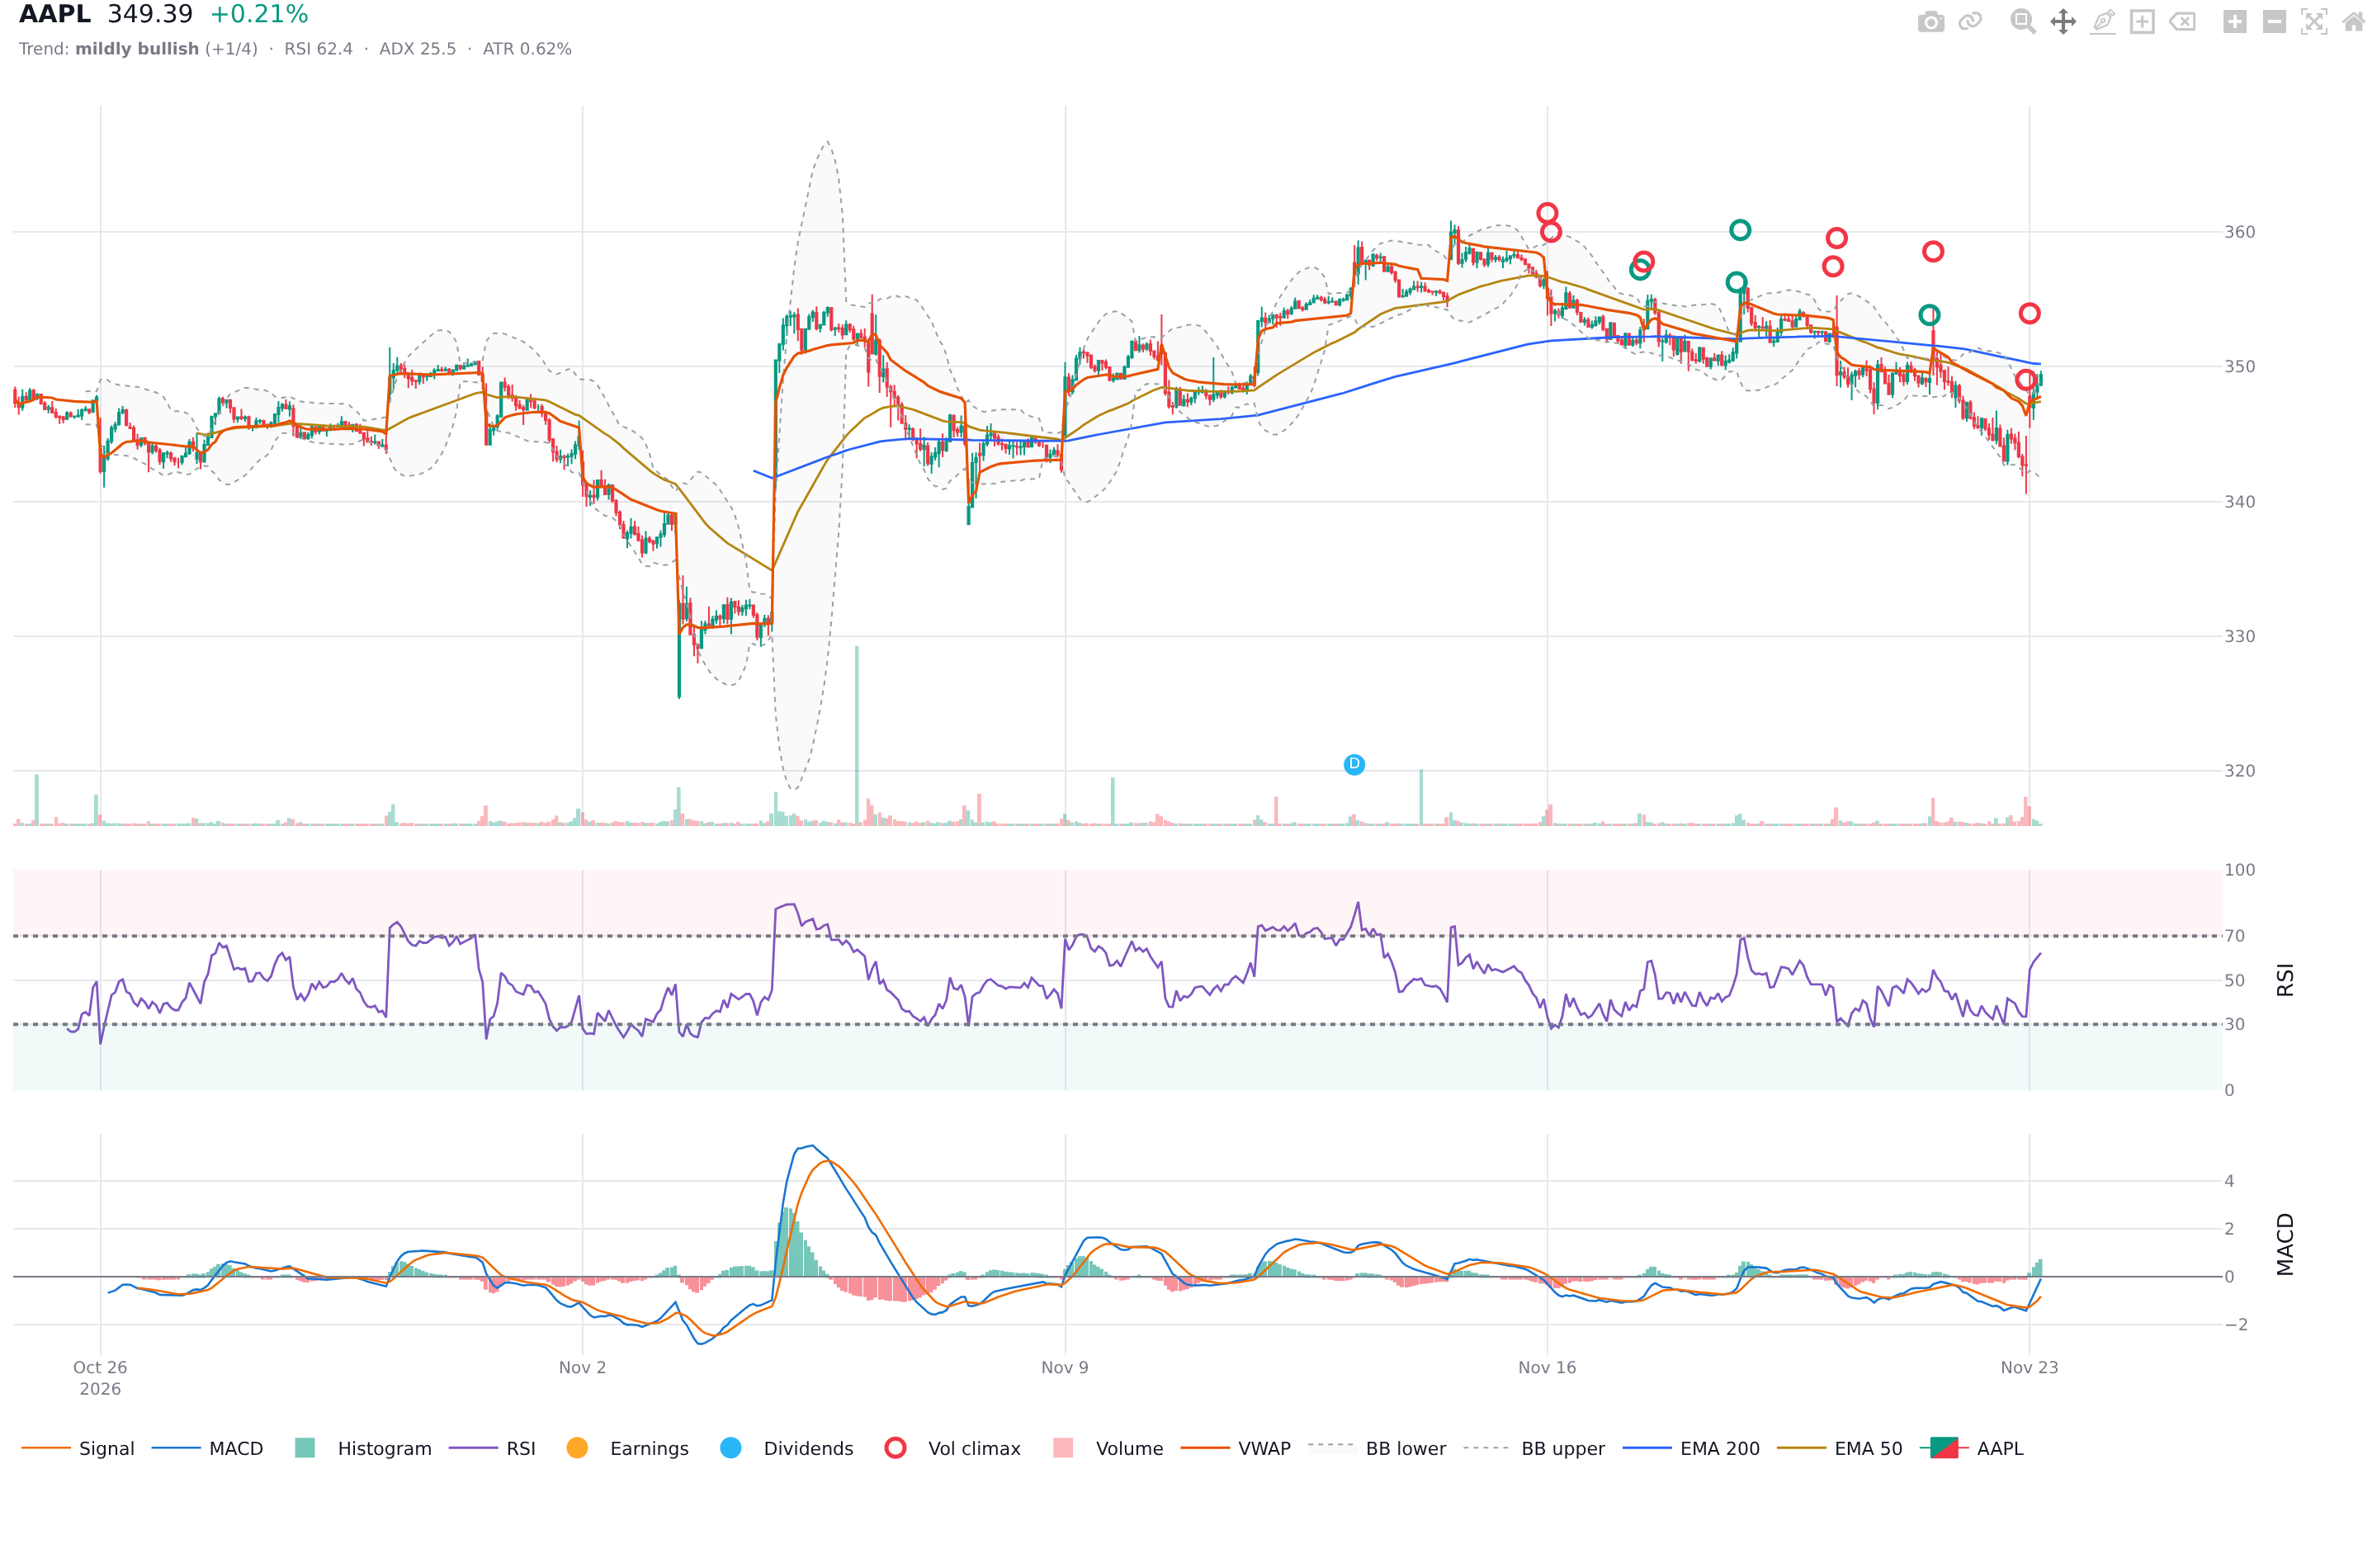 AAPL 349.39 +0.21%
Trend: mildly bullish (+1/4) · RSI 62.4 · ADX 25.5 · ATR 0.62%
360
350
340
330
D
320
100
70
50
30
0
RSI
4
2
0
−2
MACD
Oct 26
2026
Nov 2
Nov 9
Nov 16
Nov 23
Signal
MACD
Histogram
RSI
Earnings
Dividends
Vol climax
Volume
VWAP
BB lower
BB upper
EMA 200
EMA 50
AAPL